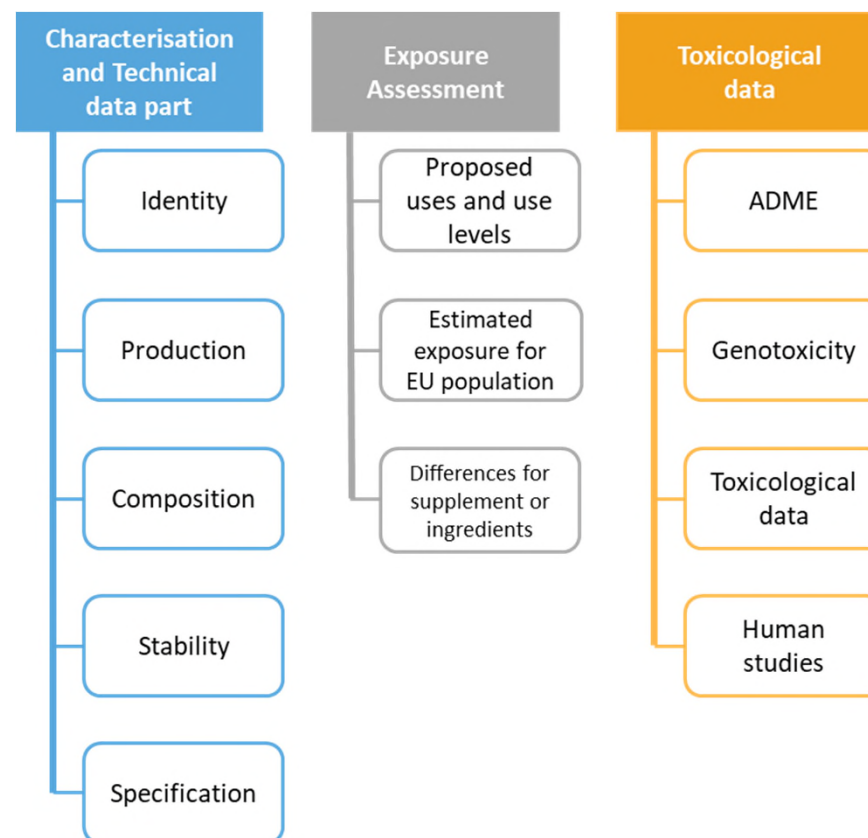 Characterisation
and Technical
data part
Identity
Production
Composition
Stability
Specification
Exposure
Assessment
Proposed
uses and use
levels
Estimated
exposure for
EU population
Differences for
supplement or
ingredients
Toxicological
data
ADME
Genotoxicity
Toxicological
data
Human
studies